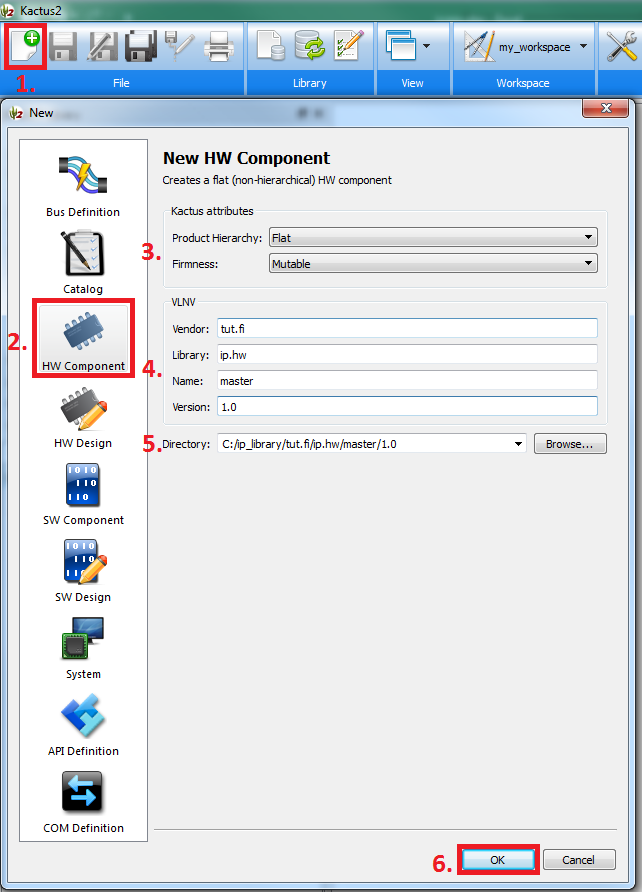 Kactus2
my_workspace
1.
File
Library
View
Workspace
New
New HW Component
Creates a flat (non-hierarchical) HW component
Bus Definition
Catalog
2.
HW Component
HW Design
SW Component
SW Design
System
API Definition
COM Definition
Kactus attributes
3.
Product Hierarchy: Flat
Firmness: Mutable
VLNV
Vendor: tut.fi
Library: ip.hw
4.
Name: master
Version: 1.0
5. Directory: C:/ip_library/tut.fi/ip.hw/master/1.0 Browse...
6. OK Cancel